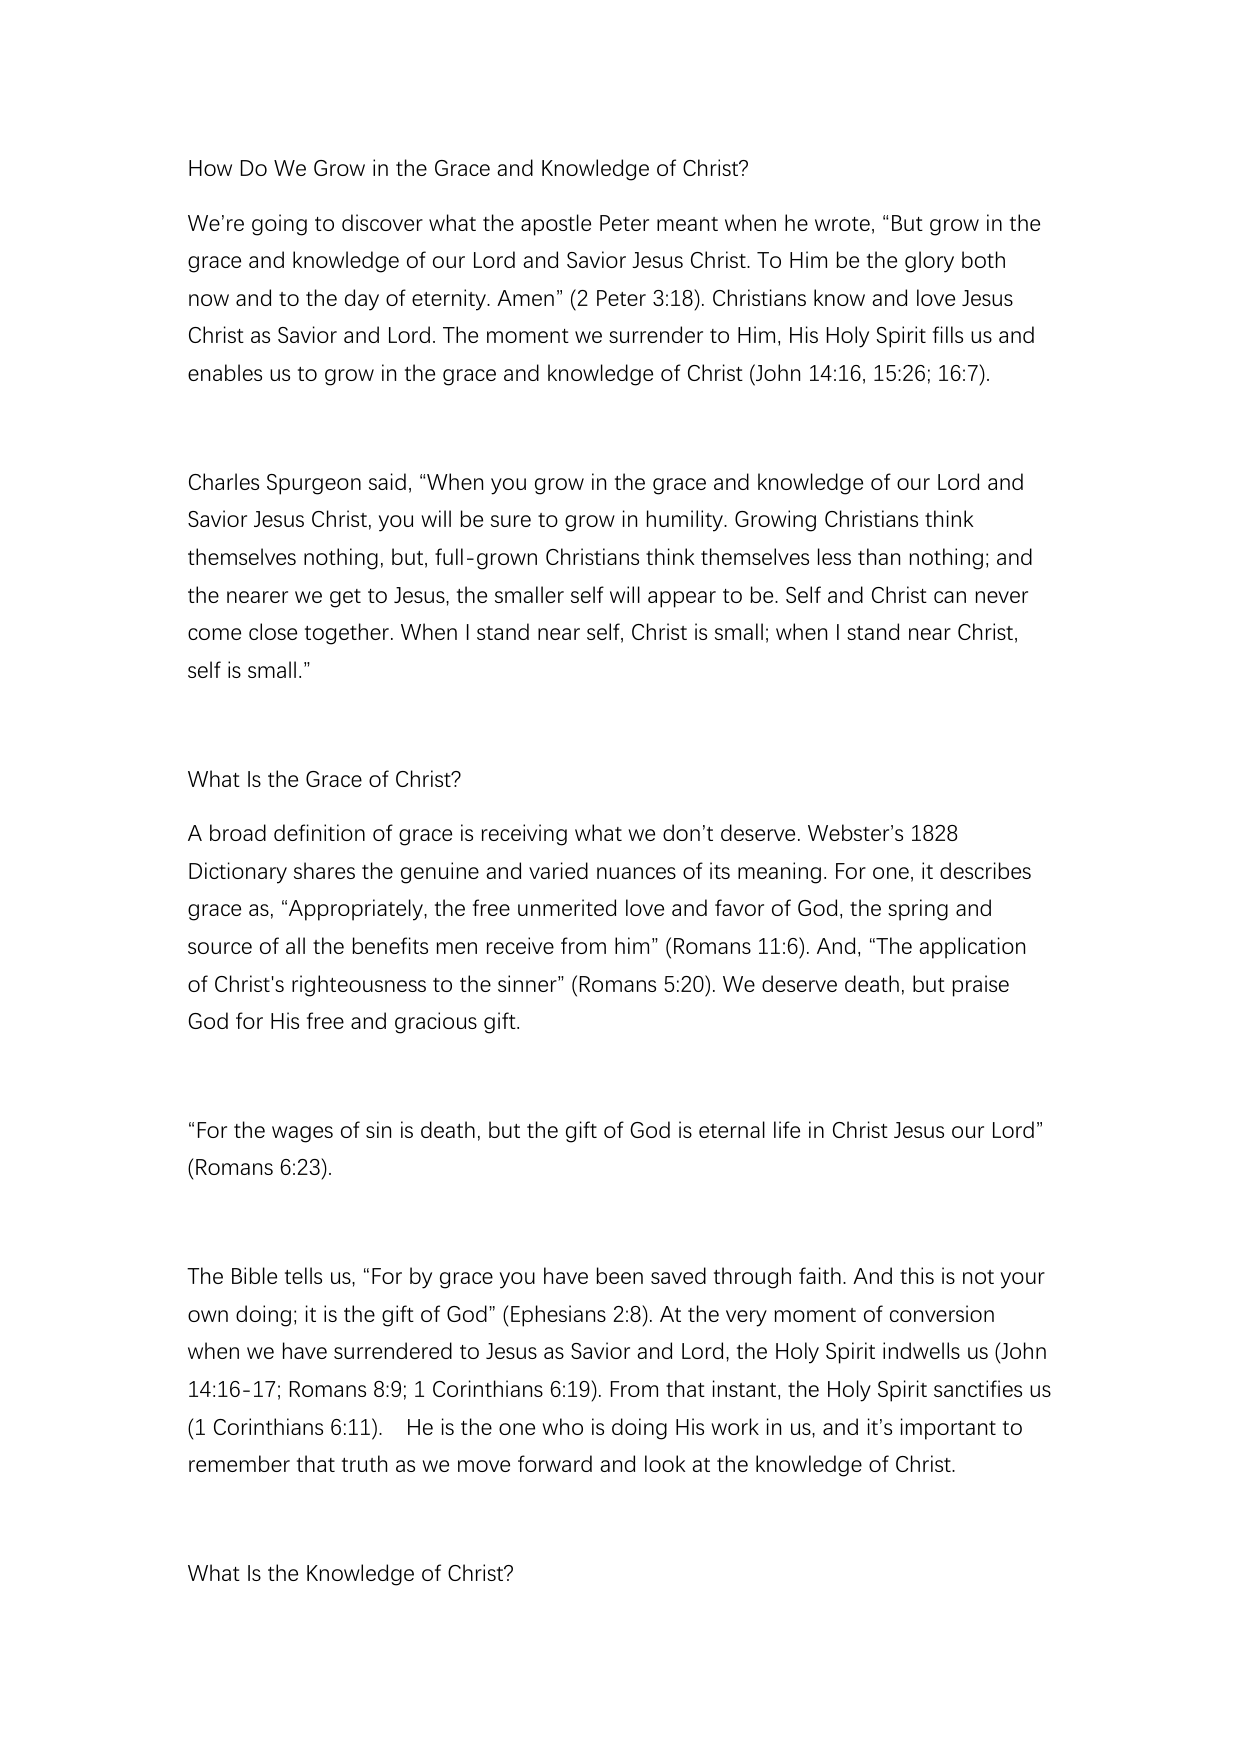 How Do We Grow in the Grace and Knowledge of Christ?
We’re going to discover what the apostle Peter meant when he wrote, “But grow in the
grace and knowledge of our Lord and Savior Jesus Christ. To Him be the glory both
now and to the day of eternity. Amen” (2 Peter 3:18). Christians know and love Jesus
Christ as Savior and Lord. The moment we surrender to Him, His Holy Spirit fills us and
enables us to grow in the grace and knowledge of Christ (John 14:16, 15:26; 16:7).
Charles Spurgeon said, “When you grow in the grace and knowledge of our Lord and
Savior Jesus Christ, you will be sure to grow in humility. Growing Christians think
themselves nothing, but, full-grown Christians think themselves less than nothing; and
the nearer we get to Jesus, the smaller self will appear to be. Self and Christ can never
come close together. When I stand near self, Christ is small; when I stand near Christ,
self is small.”
What Is the Grace of Christ?
A broad definition of grace is receiving what we don’t deserve. Webster’s 1828
Dictionary shares the genuine and varied nuances of its meaning. For one, it describes
grace as, “Appropriately, the free unmerited love and favor of God, the spring and
source of all the benefits men receive from him” (Romans 11:6). And, “The application
of Christ's righteousness to the sinner” (Romans 5:20). We deserve death, but praise
God for His free and gracious gift.
“For the wages of sin is death, but the gift of God is eternal life in Christ Jesus our Lord”
(Romans 6:23).
The Bible tells us, “For by grace you have been saved through faith. And this is not your
own doing; it is the gift of God” (Ephesians 2:8). At the very moment of conversion
when we have surrendered to Jesus as Savior and Lord, the Holy Spirit indwells us (John
14:16-17; Romans 8:9; 1 Corinthians 6:19). From that instant, the Holy Spirit sanctifies us
(1 Corinthians 6:11).    He is the one who is doing His work in us, and it’s important to
remember that truth as we move forward and look at the knowledge of Christ.
What Is the Knowledge of Christ?